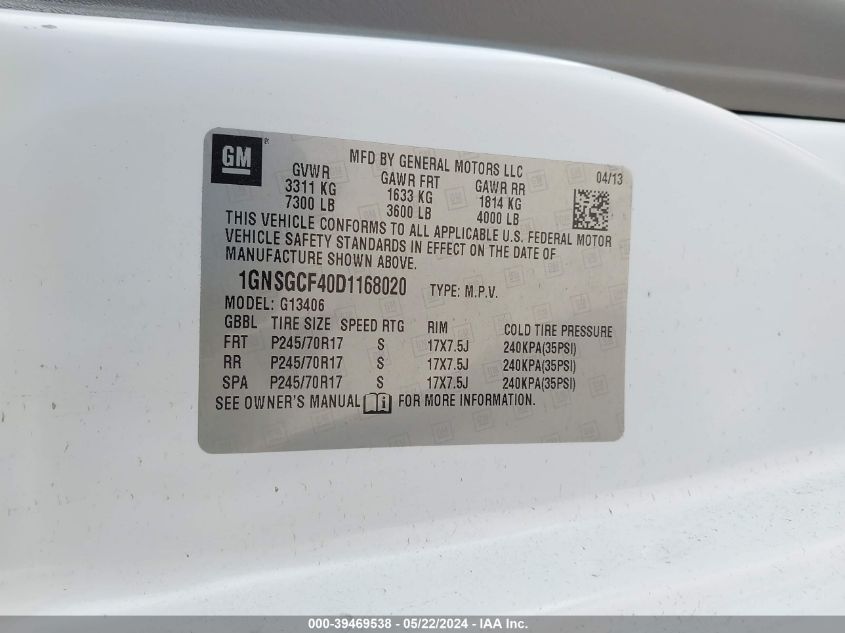 GM ®
MFD BY GENERAL MOTORS LLC
04/13
GVWR GAWR FRT GAWR RR
3311 KG 1633 KG 1814 KG
7300 LB 3600 LB 4000 LB
THIS VEHICLE CONFORMS TO ALL APPLICABLE U.S. FEDERAL MOTOR
VEHICLE SAFETY STANDARDS IN EFFECT ON THE DATE OF
MANUFACTURE SHOWN ABOVE.
1GNSGCF40D1168020 TYPE: M.P.V.
MODEL: G13406
GBBL TIRE SIZE SPEED RTG RIM COLD TIRE PRESSURE
FRT P245/70R17 S 17X7.5J 240KPA(35PSI)
RR P245/70R17 S 17X7.5J 240KPA(35PSI)
SPA P245/70R17 S 17X7.5J 240KPA(35PSI)
SEE OWNER'S MANUAL FOR MORE INFORMATION.
000-39469538 - 05/22/2024 - IAA Inc.